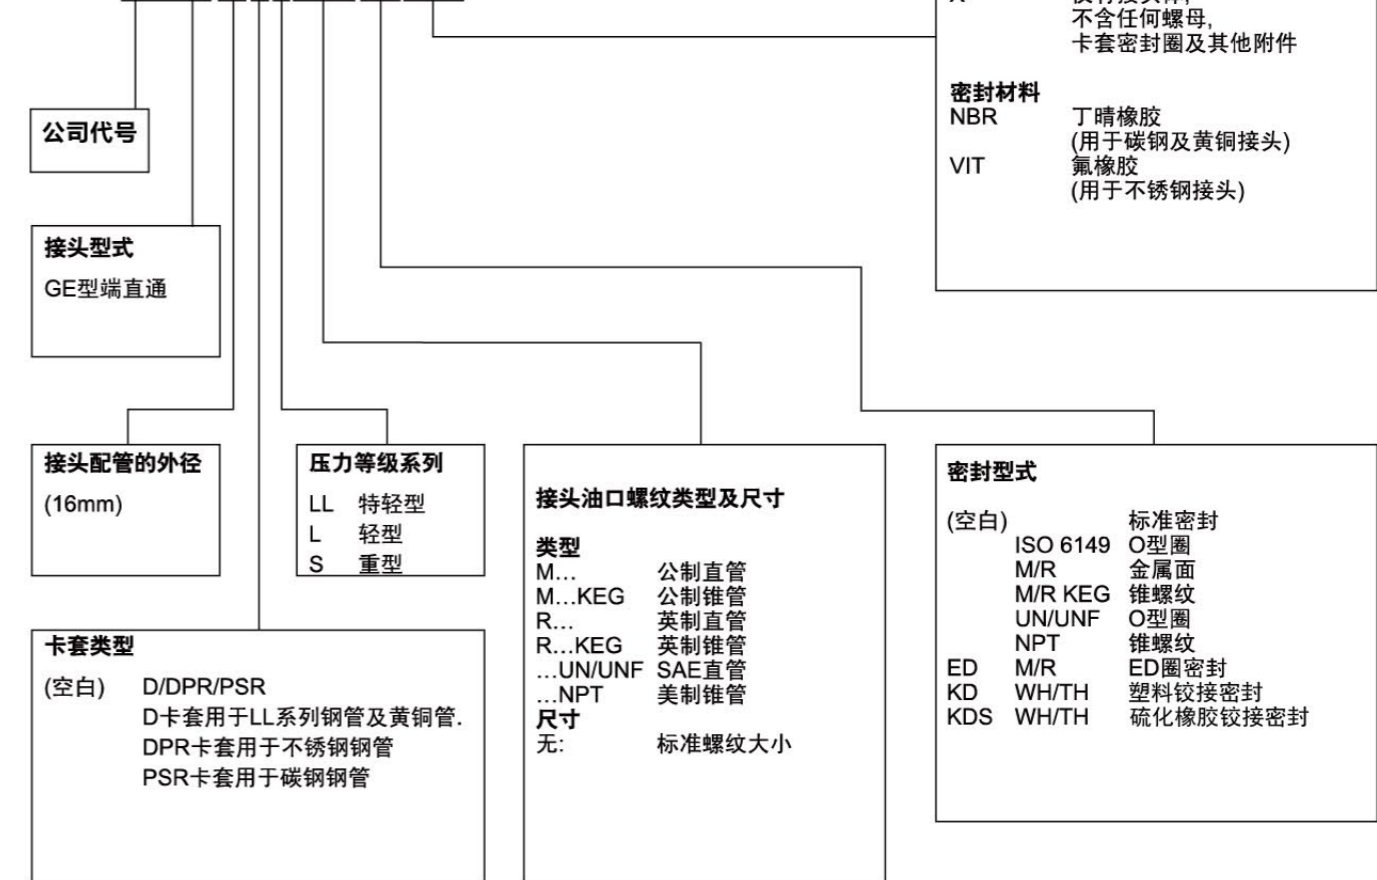 不含任何螺母,
卡套密封圈及其他附件
密封材料
NBR 丁晴橡胶
(用于碳钢及黄铜接头)
VIT 氟橡胶
(用于不锈钢接头)
公司代号
接头型式
GE型端直通
接头配管的外径
(16mm)
压力等级系列
LL 特轻型
L 轻型
S 重型
卡套类型
(空白) D/DPR/PSR
D卡套用于LL系列钢管及黄铜管.
DPR卡套用于不锈钢钢管
PSR卡套用于碳钢钢管
接头油口螺纹类型及尺寸
类型
M... 公制直管
M...KEG 公制锥管
R... 英制直管
R...KEG 英制锥管
...UN/UNF SAE直管
...NPT 美制锥管
尺寸
无: 标准螺纹大小
密封型式
(空白) 标准密封
ISO 6149 O型圈
M/R 金属面
M/R KEG 锥螺纹
UN/UNF O型圈
NPT 锥螺纹
ED M/R ED圈密封
KD WH/TH 塑料铰接密封
KDS WH/TH 硫化橡胶铰接密封